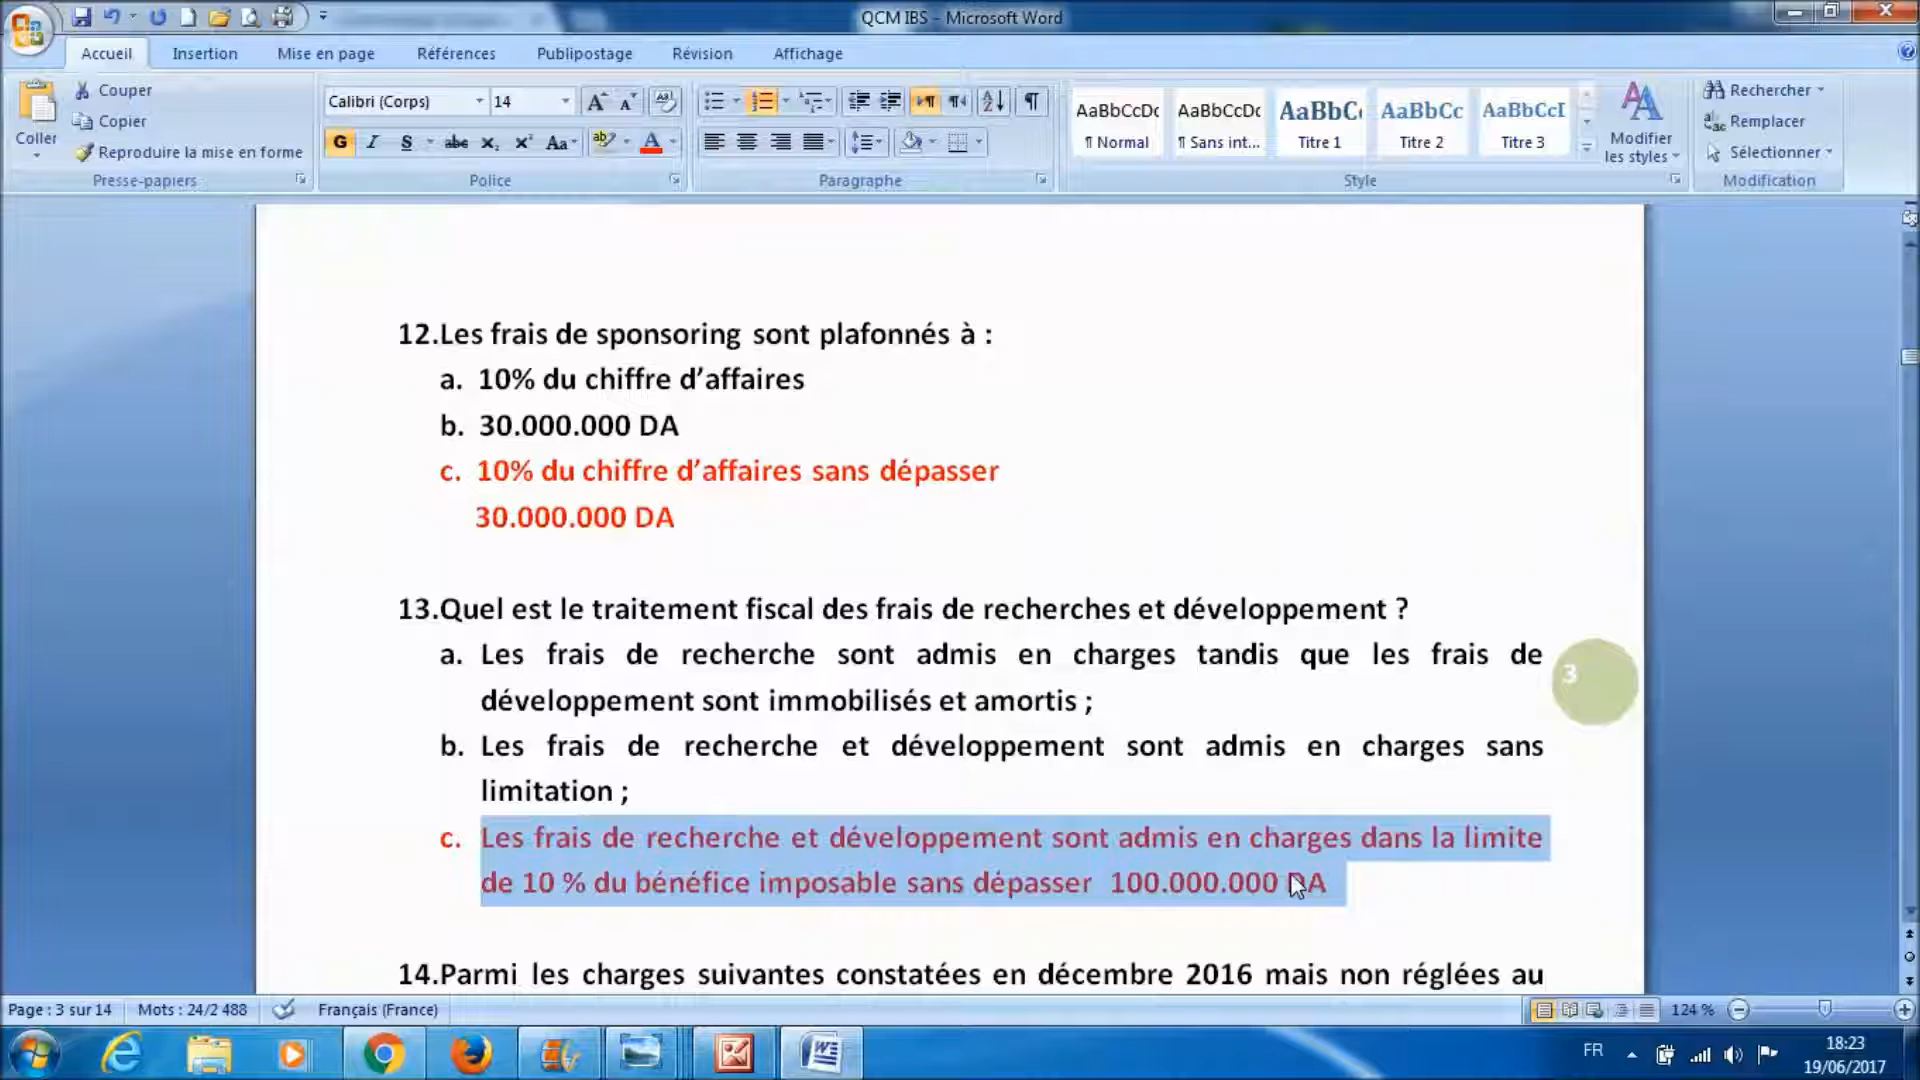 QCM IBS - Microsoft Word
Accueil Insertion Mise en page Références Publipostage Révision Affichage
Coller
Couper
Copier
Reproduire la mise en forme
Presse-papiers
Calibri (Corps) 14
G I S abc X₂ X² Aa
Police
Paragraphe
AaBbCcDc AaBbCcDc AaBbC AaBbCc AaBbCcI
¶ Normal ¶ Sans int... Titre 1 Titre 2 Titre 3
Modifier
les styles
Style
Rechercher
Remplacer
Sélectionner
Modification
12.Les frais de sponsoring sont plafonnés à :
a. 10% du chiffre d’affaires
b. 30.000.000 DA
c. 10% du chiffre d’affaires sans dépasser
30.000.000 DA
13.Quel est le traitement fiscal des frais de recherches et développement ?
a. Les frais de recherche sont admis en charges tandis que les frais de
développement sont immobilisés et amortis ;
3
b. Les frais de recherche et développement sont admis en charges sans
limitation ;
c. Les frais de recherche et développement sont admis en charges dans la limite
de 10 % du bénéfice imposable sans dépasser 100.000.000 DA
14.Parmi les charges suivantes constatées en décembre 2016 mais non réglées au
Page : 3 sur 14 Mots : 24/2 488 Français (France) 124 %
FR 18:23
19/06/2017